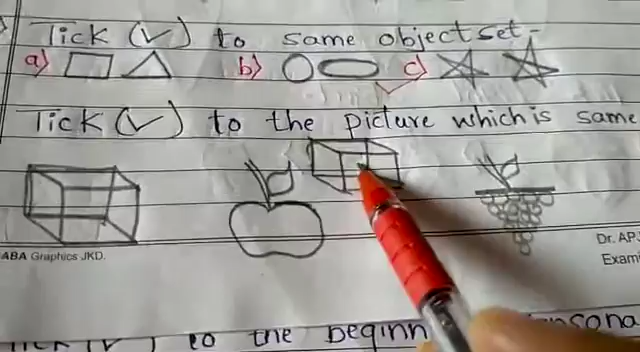 Tick (✓) to same object set-
a) b) c)
Tick (✓) to the picture which is same
ABA Graphics JKD.
Dr. APJ
Exami
to the beginn